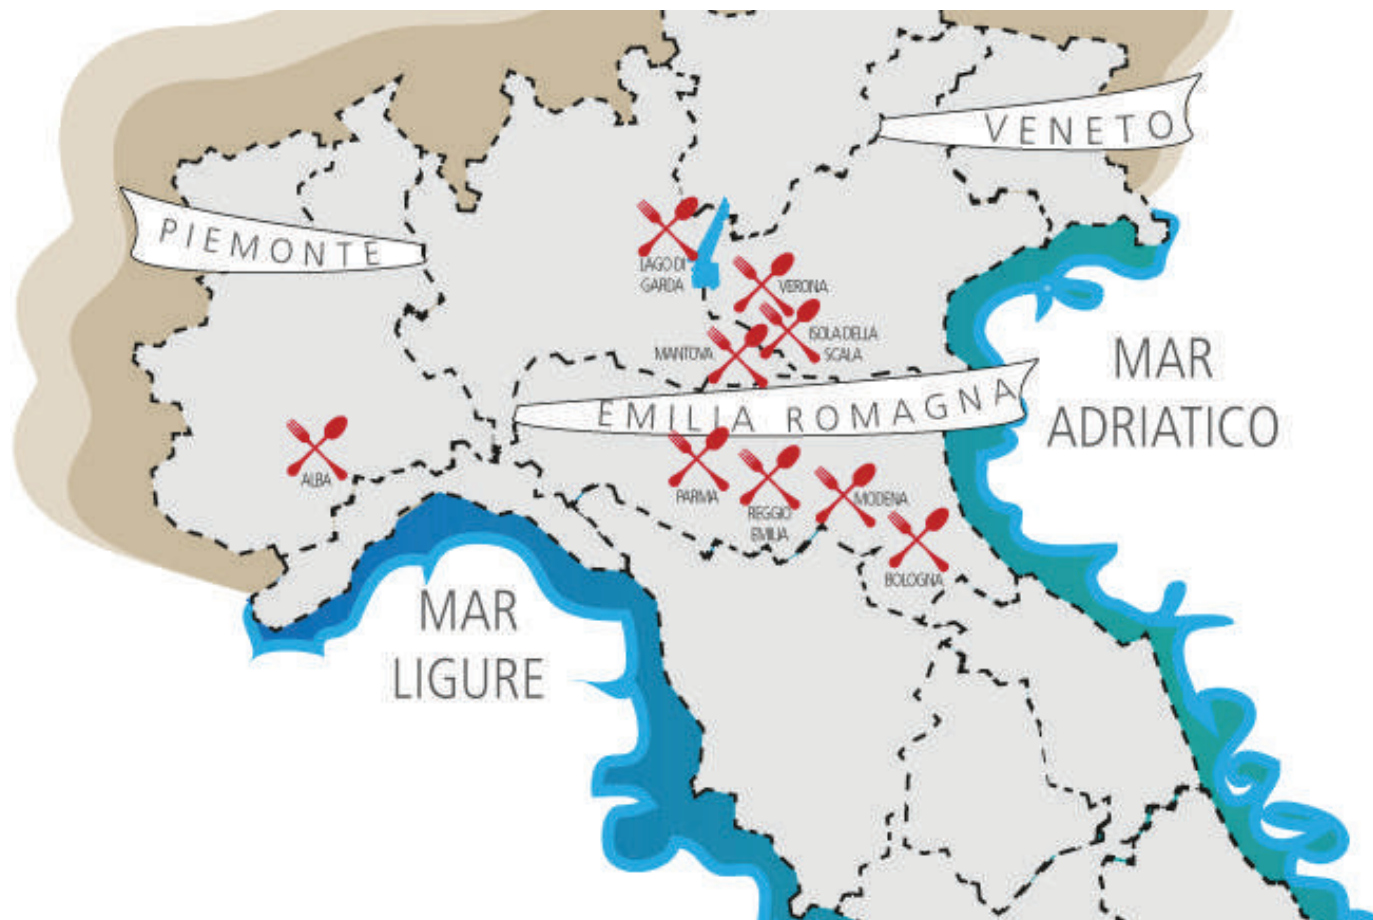 VENETO
PIEMONTE
LAGO DI
GARDA
VERONA
ISOLA DELLA
SCALA
MANTOVA
MAR
ADRIATICO
EMILIA ROMAGNA
ALBA
PARMA
REGGIO
EMILIA
MODENA
BOLOGNA
MAR
LIGURE